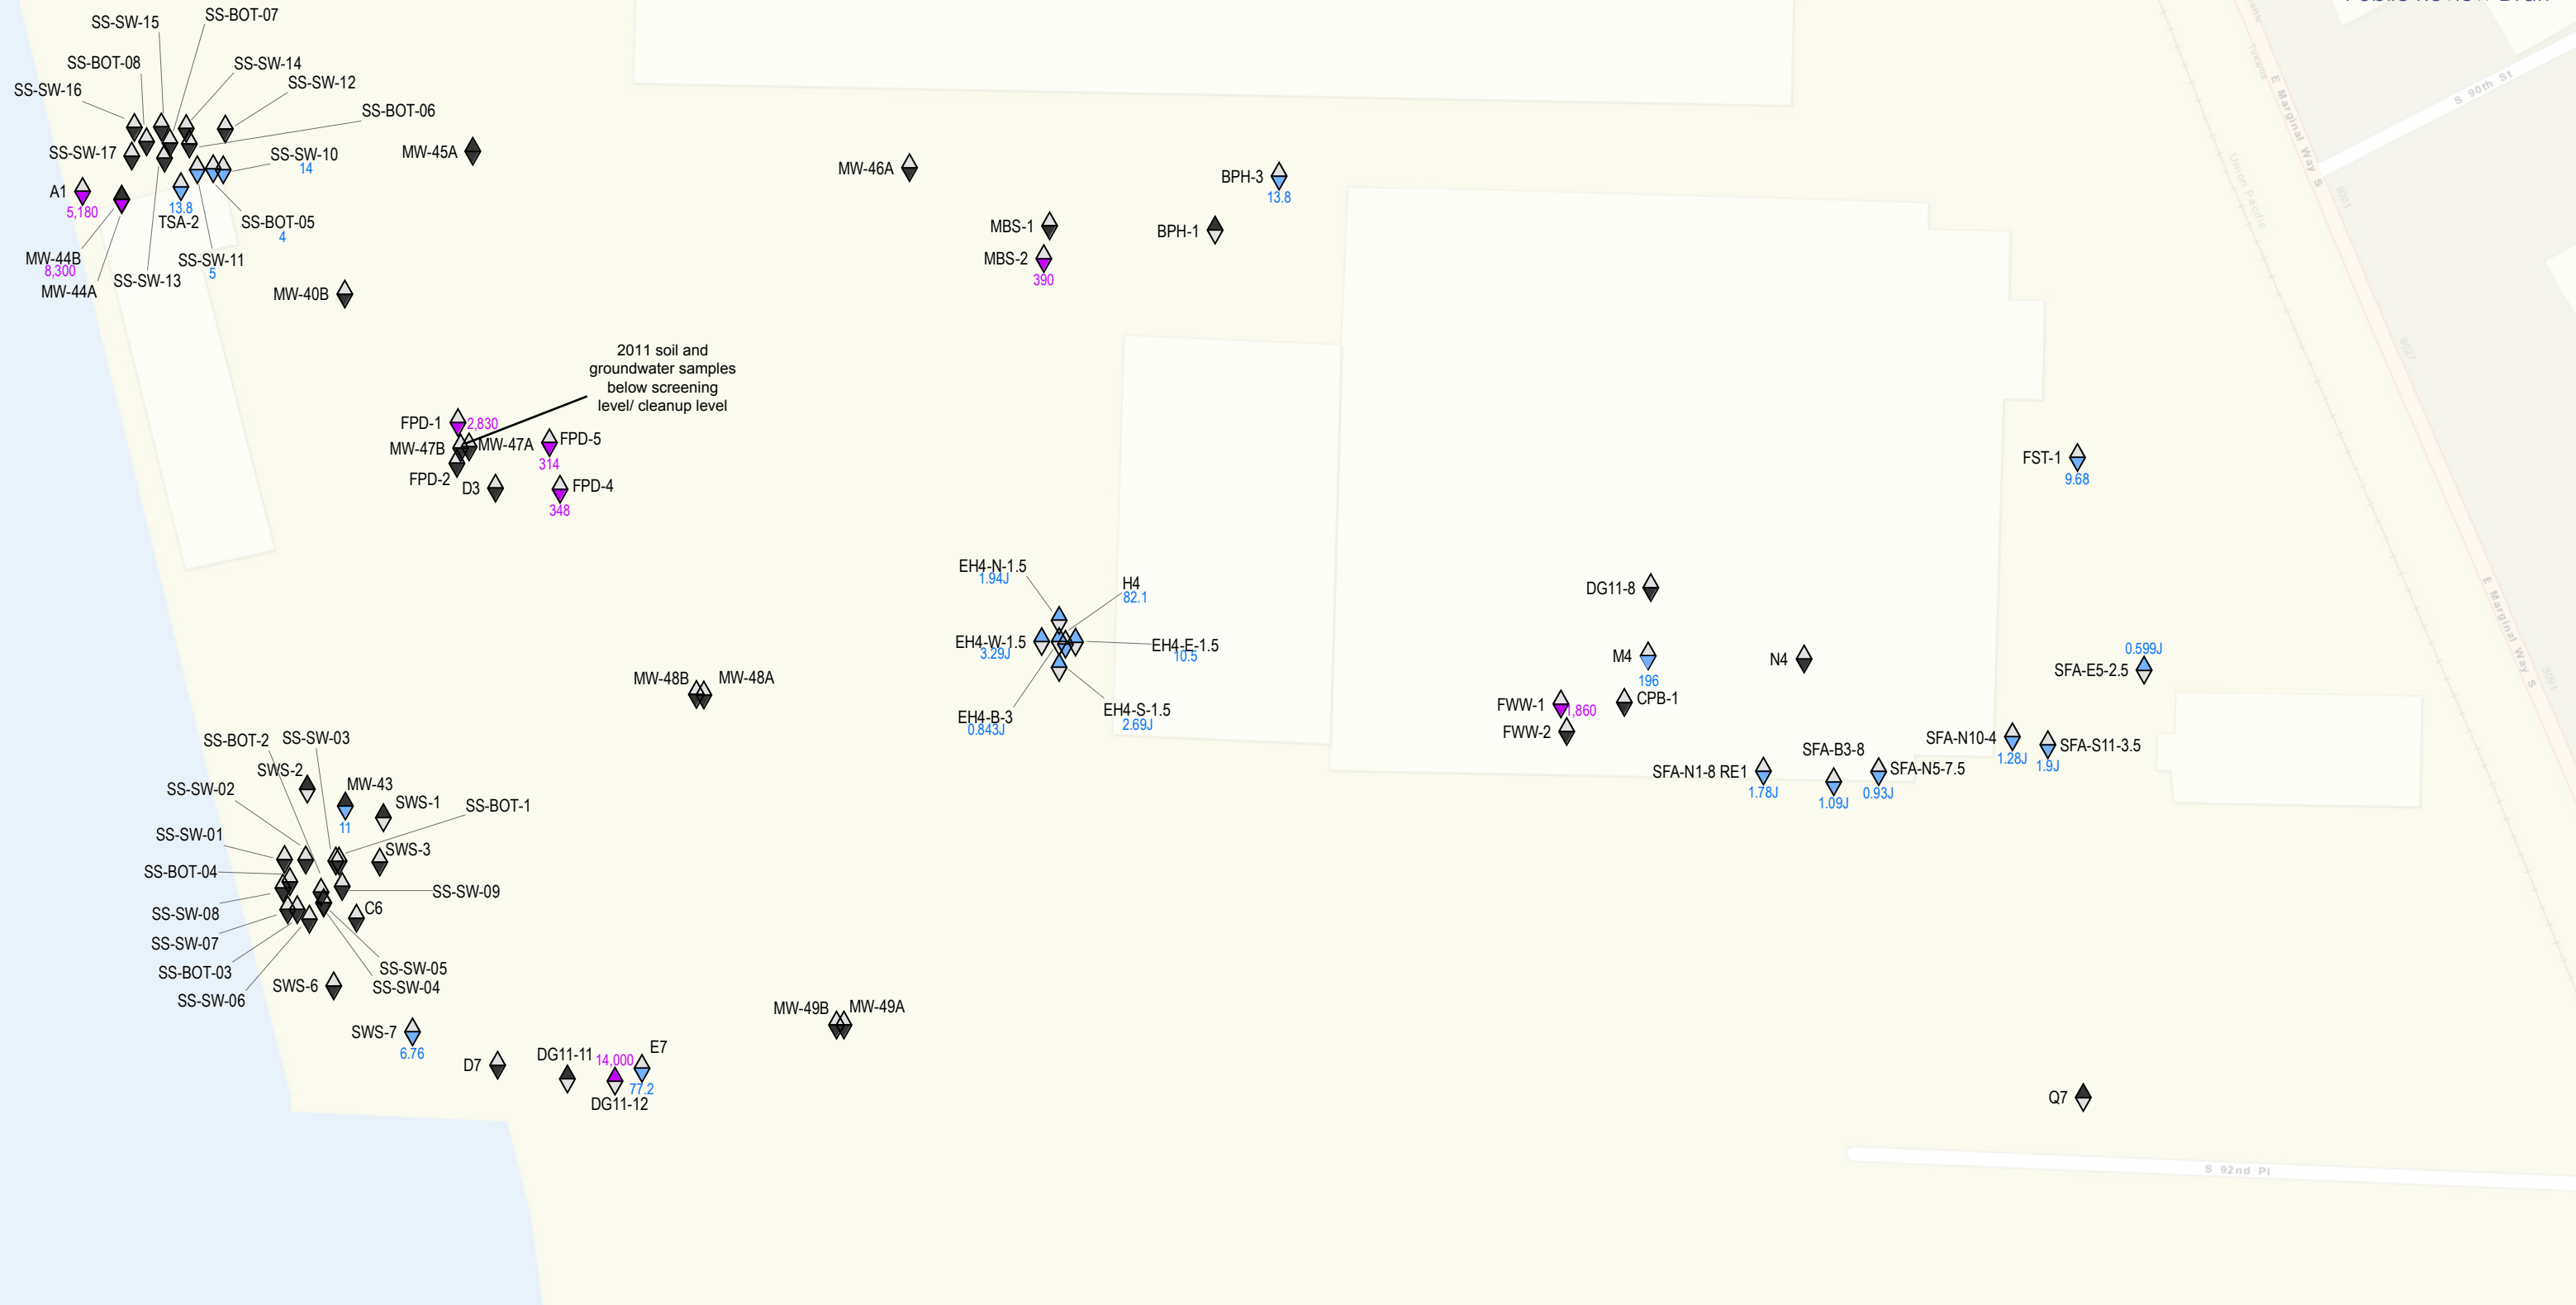 SS-SW-15
SS-BOT-07
SS-BOT-08
SS-SW-14
SS-SW-12
SS-SW-16
SS-BOT-06
SS-SW-17
SS-SW-10
14
A1
5,180
13.8
TSA-2
SS-BOT-05
4
MW-44B
8,300
SS-SW-11
5
MW-44A
SS-SW-13
MW-40B
MW-45A
MW-46A
BPH-3
13.8
MBS-1
BPH-1
MBS-2
390
2011 soil and
groundwater samples
below screening
level/ cleanup level
FPD-1
2,830
MW-47B
MW-47A
FPD-5
314
FPD-2
D3
FPD-4
348
FST-1
9.68
EH4-N-1.5
1.94J
H4
82.1
EH4-W-1.5
3.29J
EH4-E-1.5
10.5
EH4-B-3
0.843J
EH4-S-1.5
2.69J
DG11-8
M4
196
N4
0.599J
SFA-E5-2.5
FWW-1
1,860
CPB-1
FWW-2
SFA-N1-8 RE1
1.78J
SFA-B3-8
1.09J
SFA-N5-7.5
0.93J
SFA-N10-4
1.28J
SFA-S11-3.5
1.9J
MW-48B
MW-48A
SS-BOT-2
SS-SW-03
SWS-2
MW-43
11
SS-SW-02
SWS-1
SS-BOT-1
SS-SW-01
SWS-3
SS-BOT-04
SS-SW-09
SS-SW-08
C6
SS-SW-07
SS-BOT-03
SS-SW-05
SS-SW-04
SS-SW-06
SWS-6
SWS-7
6.76
MW-49B
MW-49A
D7
DG11-11
14,000
E7
77.2
DG11-12
Q7
S 90th St
E Marginal Way S
Union Pacific
Tukwila
9001
9027
E Marginal Way S
9091
S 92nd Pl